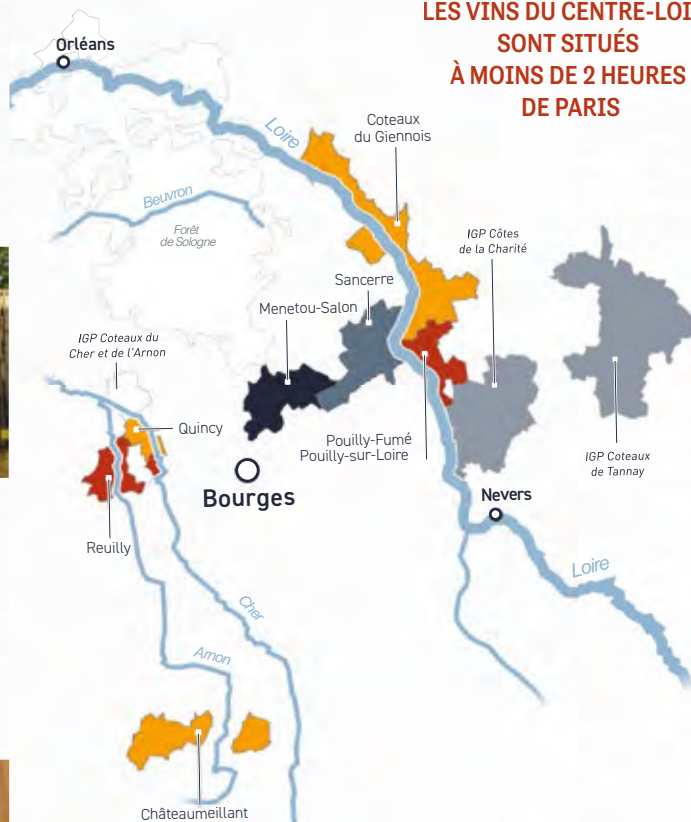 LES VINS DU CENTRE-LOI
SONT SITUÉS
À MOINS DE 2 HEURES
DE PARIS
Orléans
Loire
Coteaux
du Giennois
Beuvron
Forêt
de Sologne
IGP Côtes
de la Charité
Sancerre
Menetou-Salon
IGP Coteaux du
Cher et de l'Arnon
Quincy
Pouilly-Fumé
Pouilly-sur-Loire
IGP Coteaux
de Tannay
Bourges
Nevers
Reuilly
Loire
Cher
Arnon
Châteaumeillant